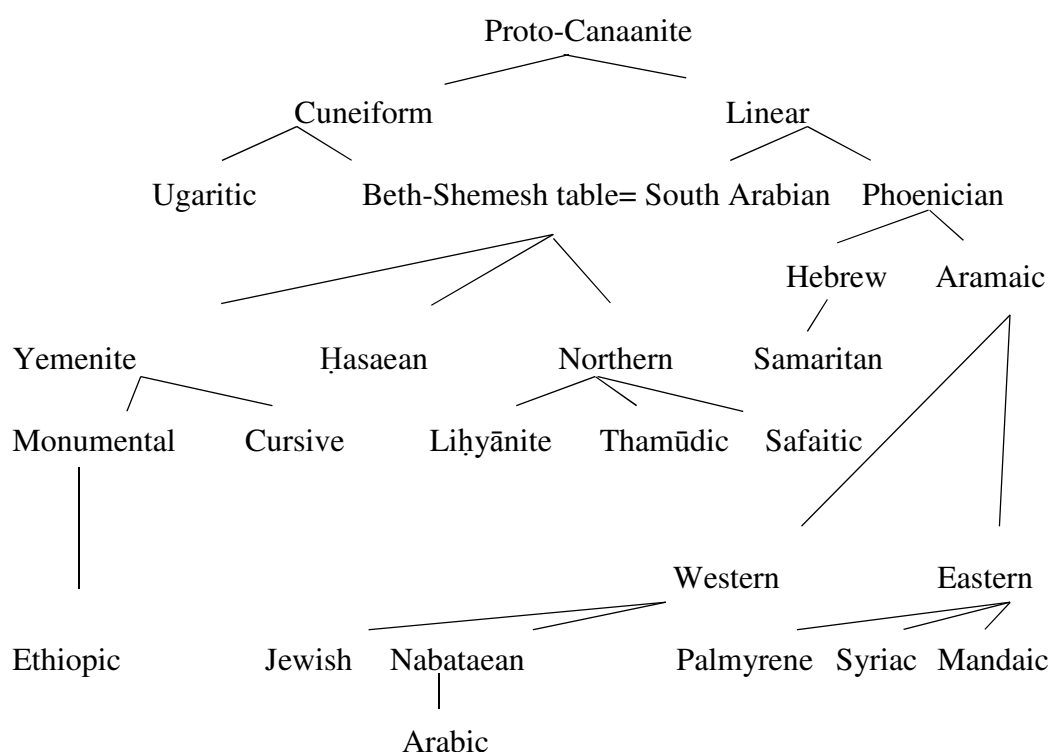 Proto-Canaanite
Cuneiform Linear
Ugaritic Beth-Shemesh table= South Arabian Phoenician
Hebrew Aramaic
Yemenite Ḥasaean Northern Samaritan
Monumental Cursive Liḥyānite Thamūdic Safaitic
Western Eastern
Ethiopic Jewish Nabataean Palmyrene Syriac Mandaic
Arabic